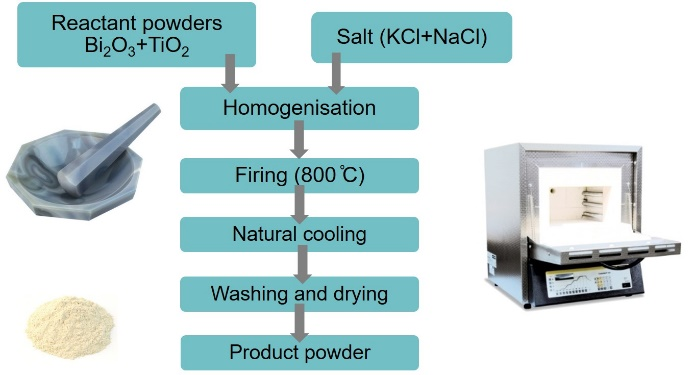 Reactant powders
Bi₂O₃+TiO₂
Salt (KCl+NaCl)
Homogenisation
Firing (800 ℃)
Natural cooling
Washing and drying
Product powder